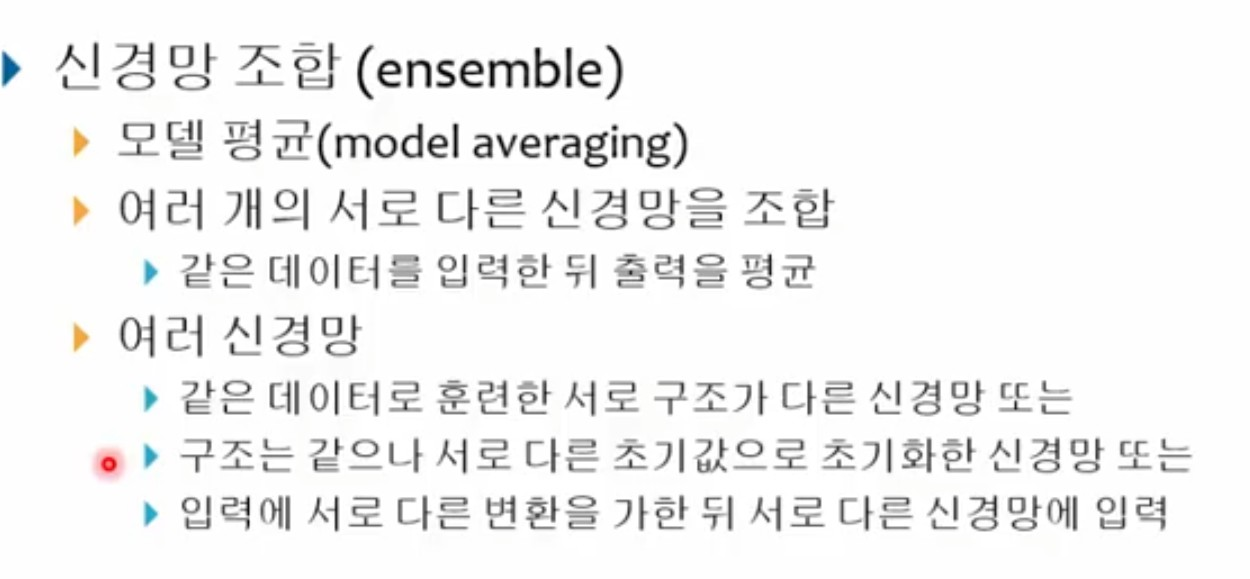 신경망 조합 (ensemble)
모델 평균(model averaging)
여러 개의 서로 다른 신경망을 조합
같은 데이터를 입력한 뒤 출력을 평균
여러 신경망
같은 데이터로 훈련한 서로 구조가 다른 신경망 또는
구조는 같으나 서로 다른 초기값으로 초기화한 신경망 또는
입력에 서로 다른 변환을 가한 뒤 서로 다른 신경망에 입력